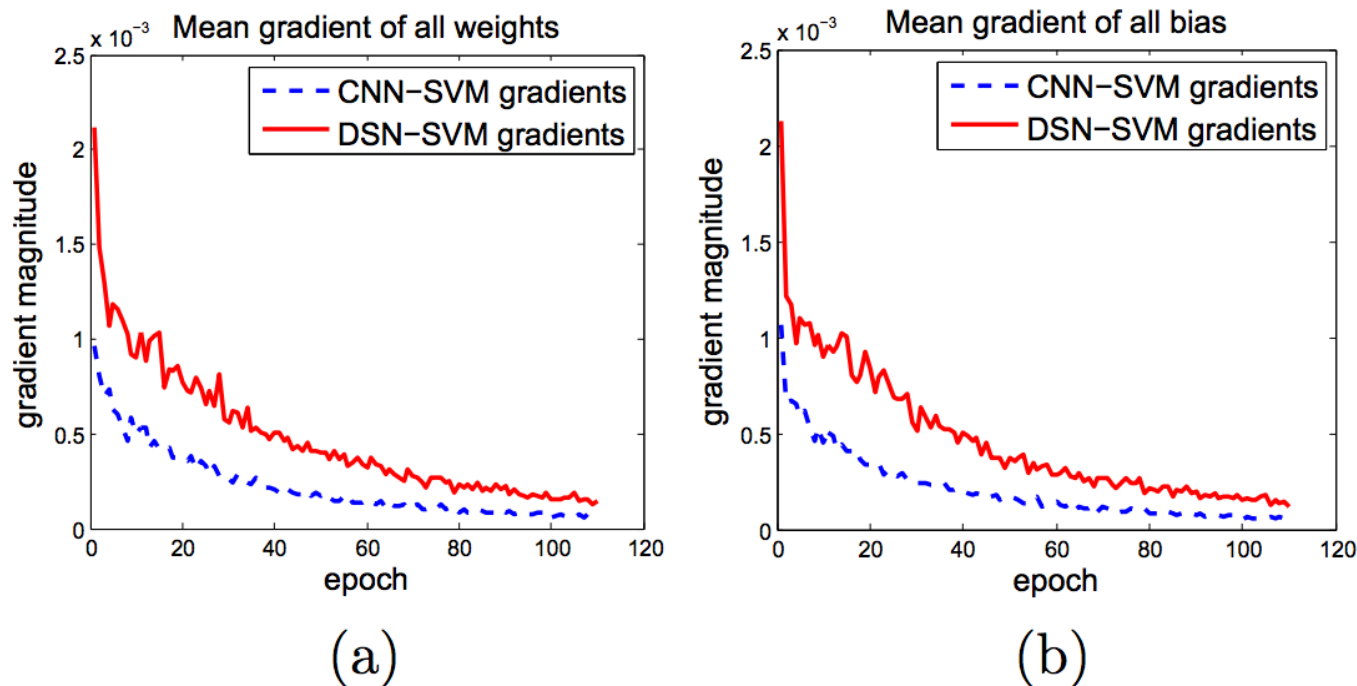 x 10⁻³
Mean gradient of all weights
2.5
2
1.5
1
0.5
0
gradient magnitude
CNN−SVM gradients
DSN−SVM gradients
0 20 40 60 80 100 120
epoch
(a)
x 10⁻³
Mean gradient of all bias
2.5
2
1.5
1
0.5
0
gradient magnitude
CNN−SVM gradients
DSN−SVM gradients
0 20 40 60 80 100 120
epoch
(b)